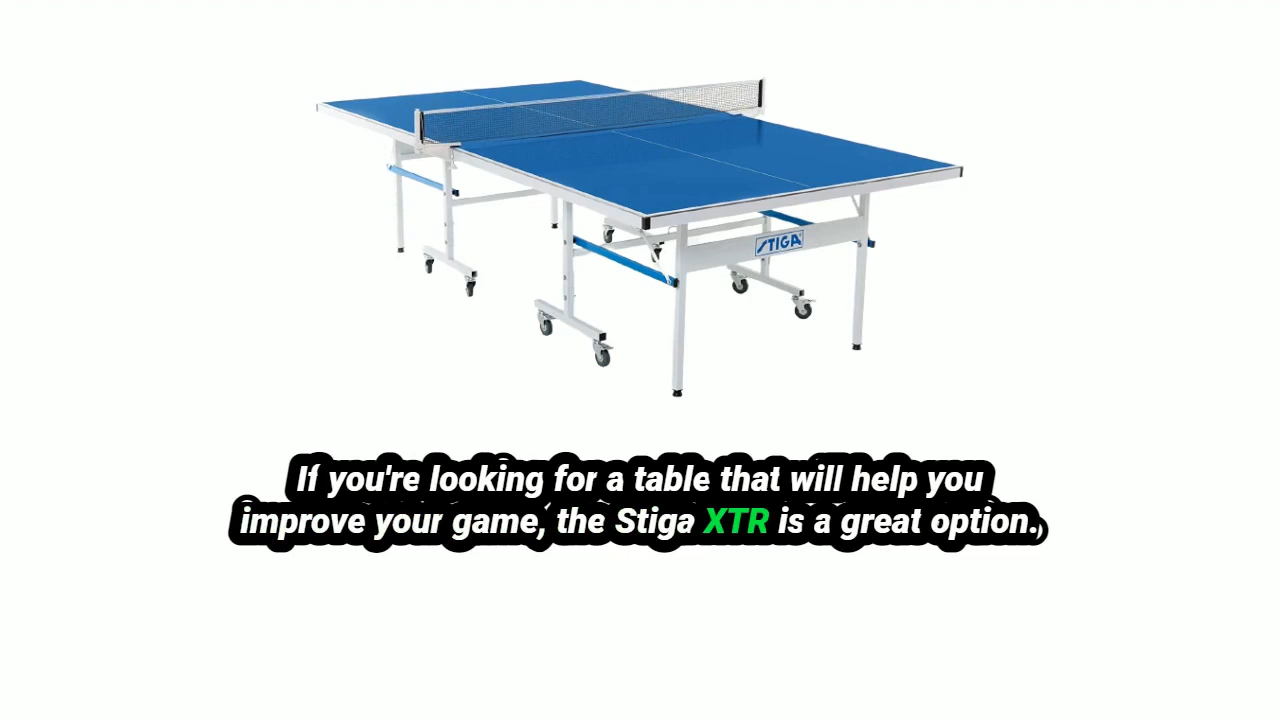 STIGA
If you're looking for a table that will help you
improve your game, the Stiga XTR is a great option.